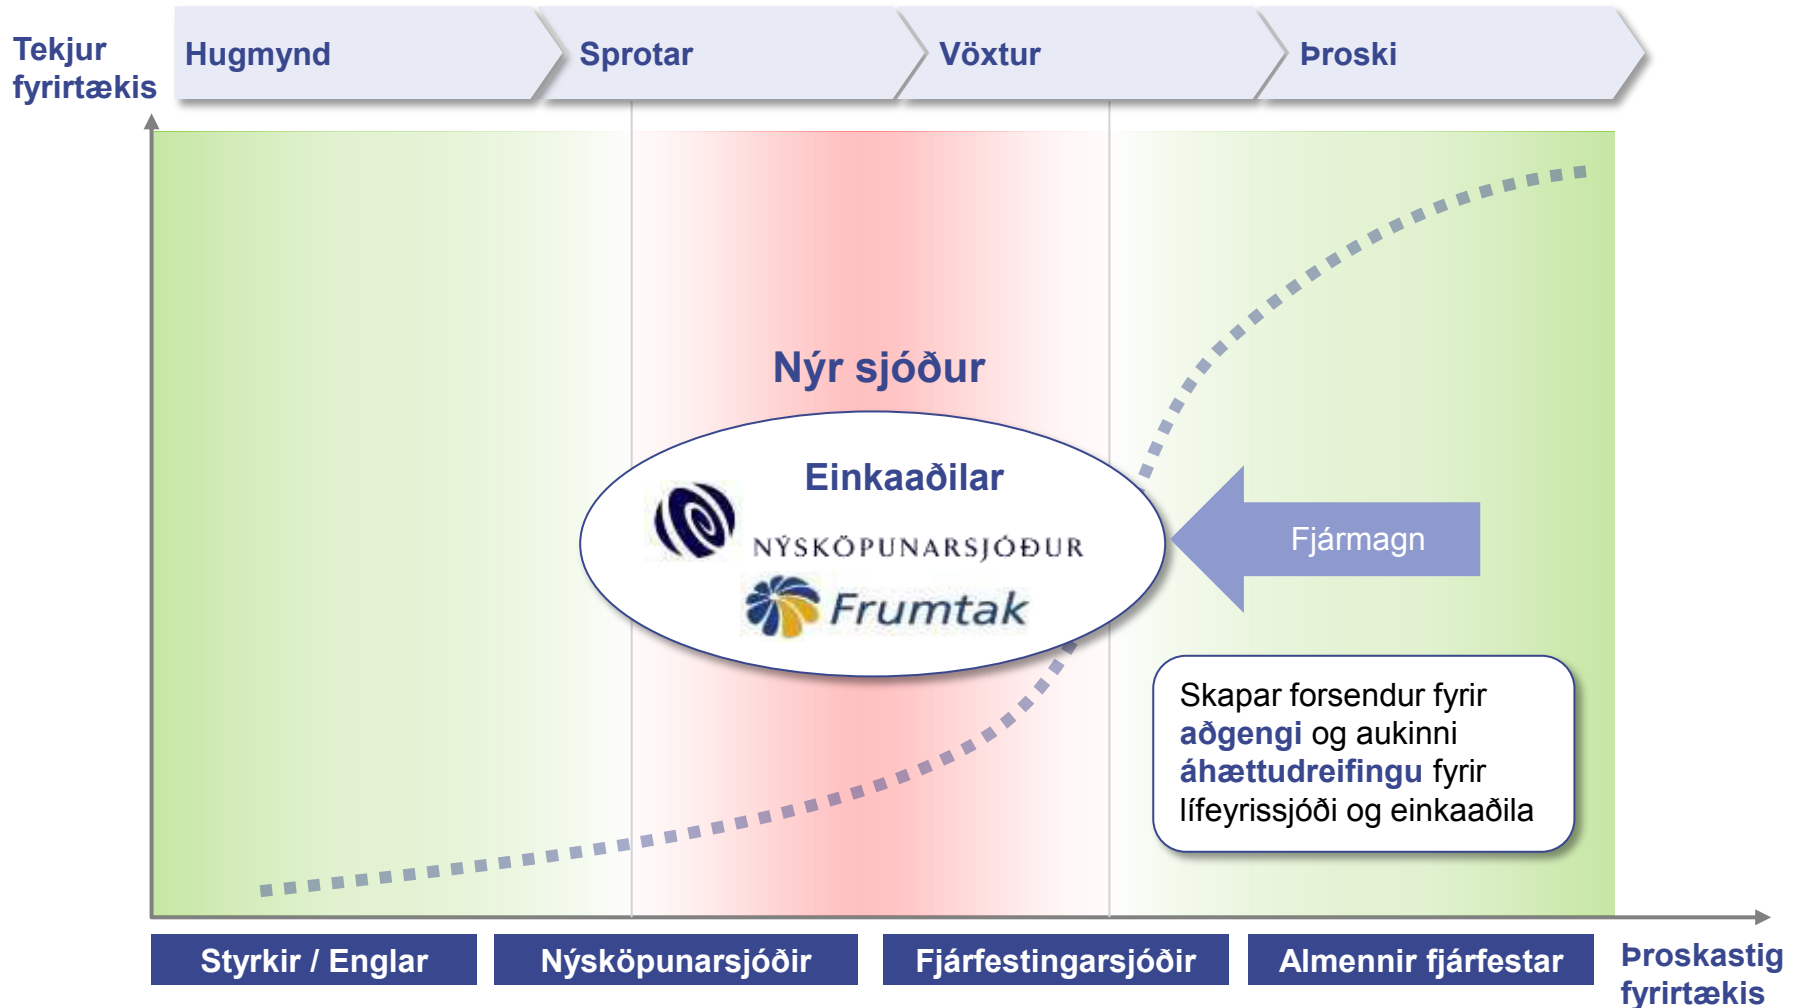 Tekjur
fyrirtækis
Hugmynd
Sprotar
Vöxtur
Þroski
Nýr sjóður
Einkaaðilar
NÝSKÖPUNARSJÓÐUR
Frumtak
Fjármagn
Skapar forsendur fyrir
aðgengi og aukinni
áhættudreifingu fyrir
lífeyrissjóði og einkaaðila
Styrkir / Englar
Nýsköpunarsjóðir
Fjárfestingarsjóðir
Almennir fjárfestar
Þroskastig
fyrirtækis